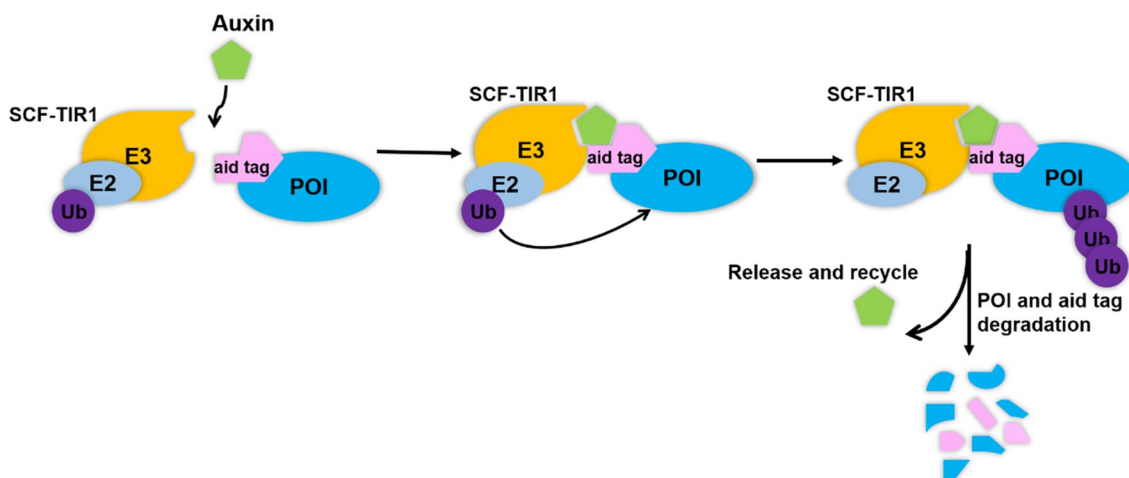 Auxin
SCF-TIR1
E3
E2
Ub
aid tag
POI
SCF-TIR1
E3
E2
Ub
aid tag
POI
SCF-TIR1
E3
E2
aid tag
POI
Ub
Ub
Ub
Release and recycle
POI and aid tag
degradation